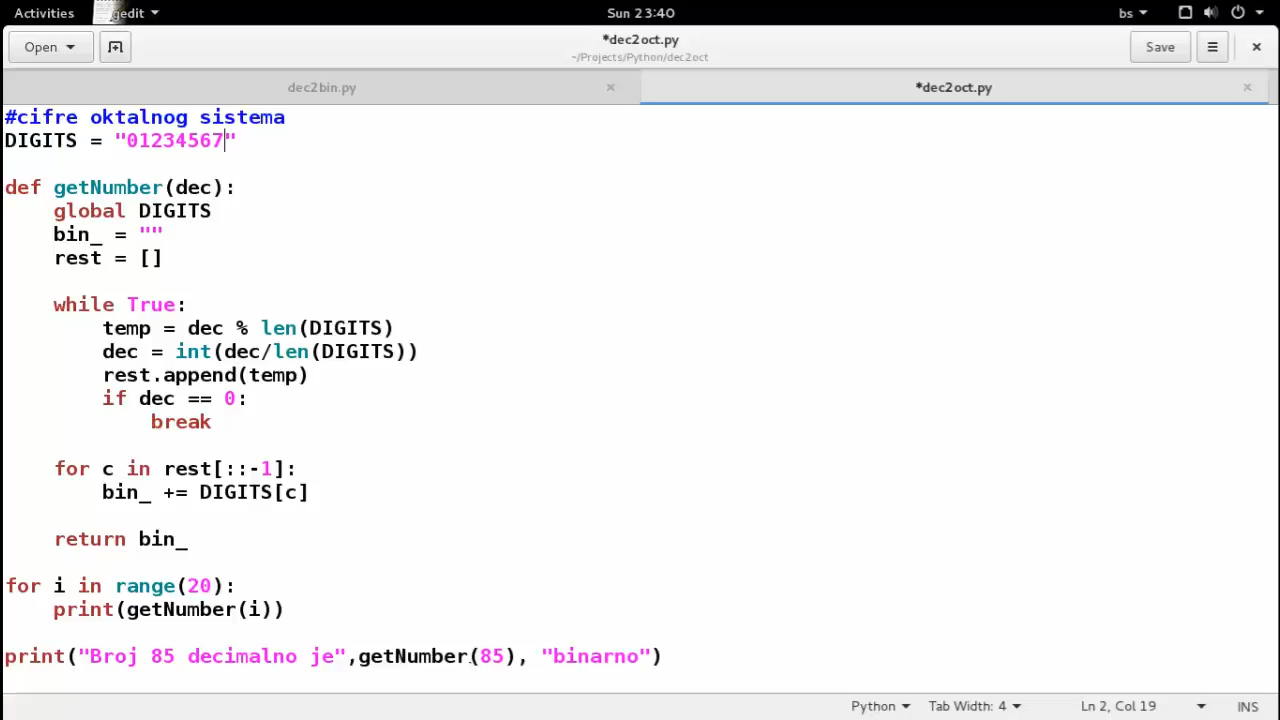 Activities gedit Sun 23:40 bs
Open *dec2oct.py Save
~/Projects/Python/dec2oct
dec2bin.py *dec2oct.py
#cifre oktalnog sistema
DIGITS = "01234567"
def getNumber(dec):
    global DIGITS
    bin_ = ""
    rest = []
    while True:
        temp = dec % len(DIGITS)
        dec = int(dec/len(DIGITS))
        rest.append(temp)
        if dec == 0:
            break
    for c in rest[::-1]:
        bin_ += DIGITS[c]
    return bin_
for i in range(20):
    print(getNumber(i))
print("Broj 85 decimalno je",getNumber(85), "binarno")
Python Tab Width: 4 Ln 2, Col 19 INS